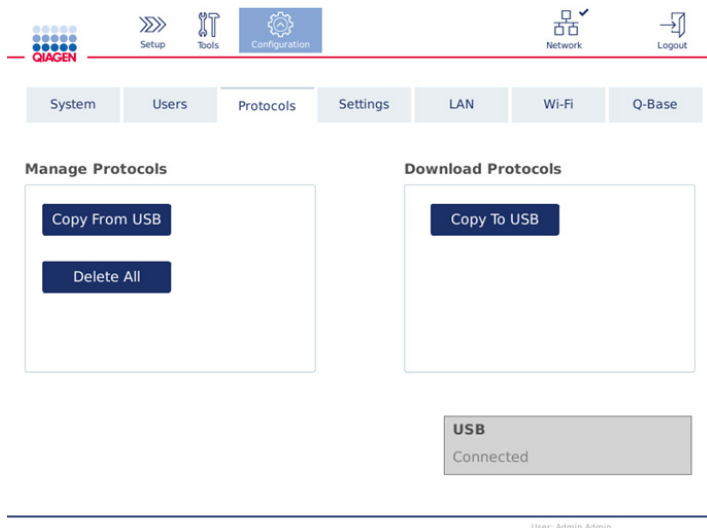 QIAGEN
Setup
Tools
Configuration
Network
Logout
System
Users
Protocols
Settings
LAN
Wi-Fi
Q-Base
Manage Protocols
Download Protocols
Copy From USB
Copy To USB
Delete All
USB
Connected
User: Admin Admin